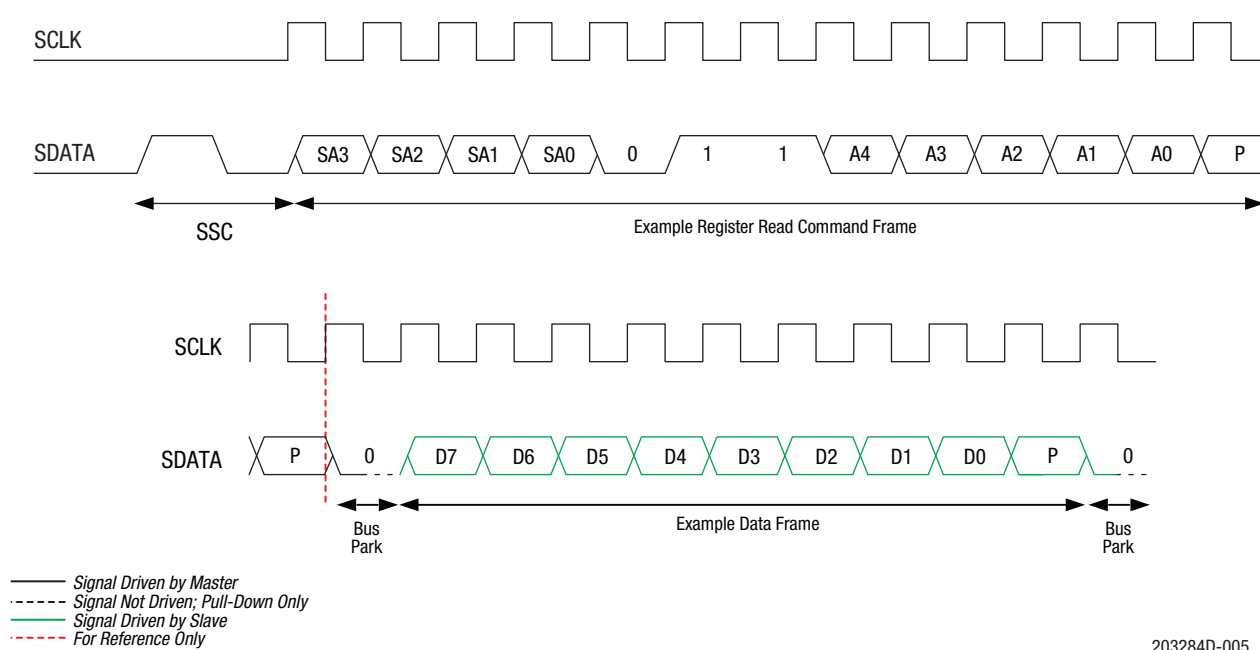 SCLK
SDATA SA3 SA2 SA1 SA0 0 1 1 A4 A3 A2 A1 A0 P
SSC
Example Register Read Command Frame
SCLK
SDATA P 0 D7 D6 D5 D4 D3 D2 D1 D0 P 0
Bus
Park
Example Data Frame
Bus
Park
Signal Driven by Master
Signal Not Driven; Pull-Down Only
Signal Driven by Slave
For Reference Only
203284D-005